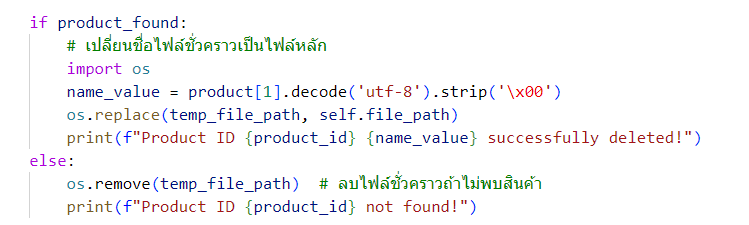 if product_found:
    # เปลี่ยนชื่อไฟล์ชั่วคราวเป็นไฟล์หลัก
    import os
    name_value = product[1].decode('utf-8').strip('\x00')
    os.replace(temp_file_path, self.file_path)
    print(f"Product ID {product_id} {name_value} successfully deleted!")
else:
    os.remove(temp_file_path)  # ลบไฟล์ชั่วคราวถ้าไม่พบสินค้า
    print(f"Product ID {product_id} not found!")